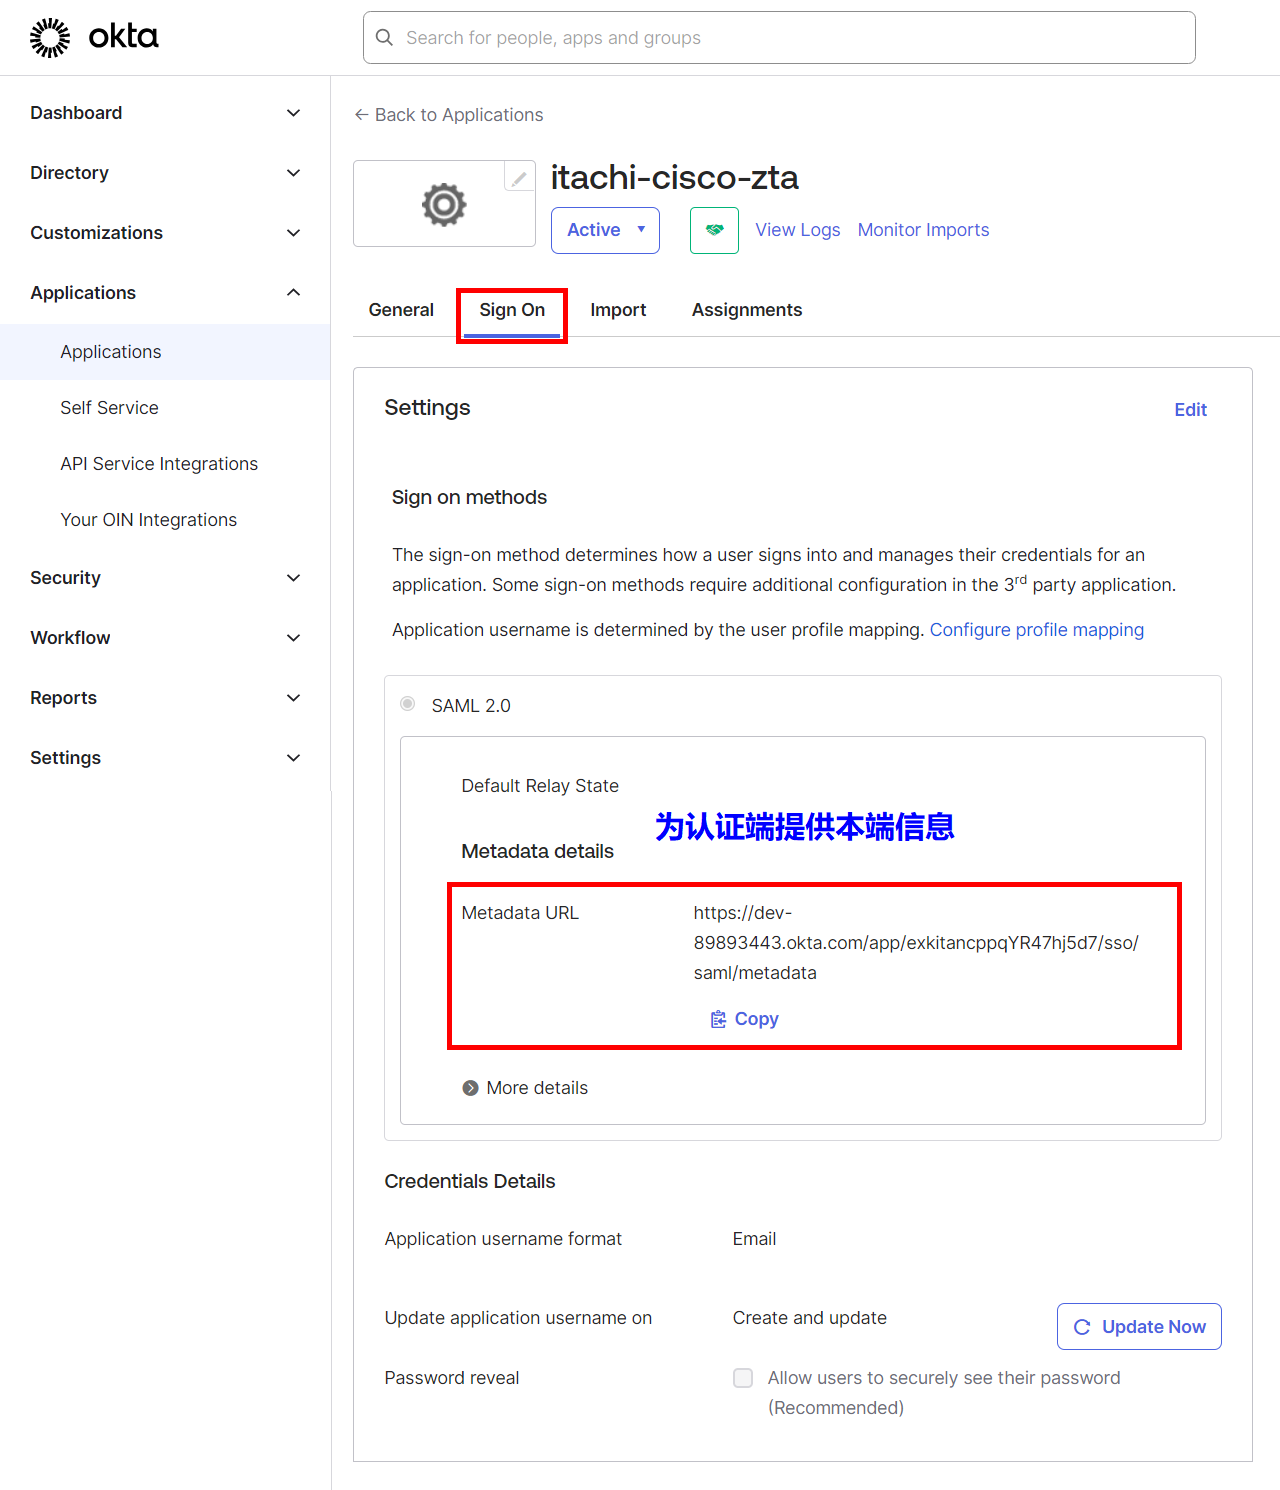 okta
Search for people, apps and groups
Dashboard
Directory
Customizations
Applications
Applications
Self Service
API Service Integrations
Your OIN Integrations
Security
Workflow
Reports
Settings
← Back to Applications
itachi-cisco-zta
Active
View Logs
Monitor Imports
General
Sign On
Import
Assignments
Settings
Edit
Sign on methods
The sign-on method determines how a user signs into and manages their credentials for an
application. Some sign-on methods require additional configuration in the 3rd party application.
Application username is determined by the user profile mapping. Configure profile mapping
SAML 2.0
Default Relay State
为认证端提供本端信息
Metadata details
Metadata URL
https://dev-
89893443.okta.com/app/exkitancppqYR47hj5d7/sso/
saml/metadata
Copy
More details
Credentials Details
Application username format
Email
Update application username on
Create and update
Update Now
Password reveal
Allow users to securely see their password
(Recommended)